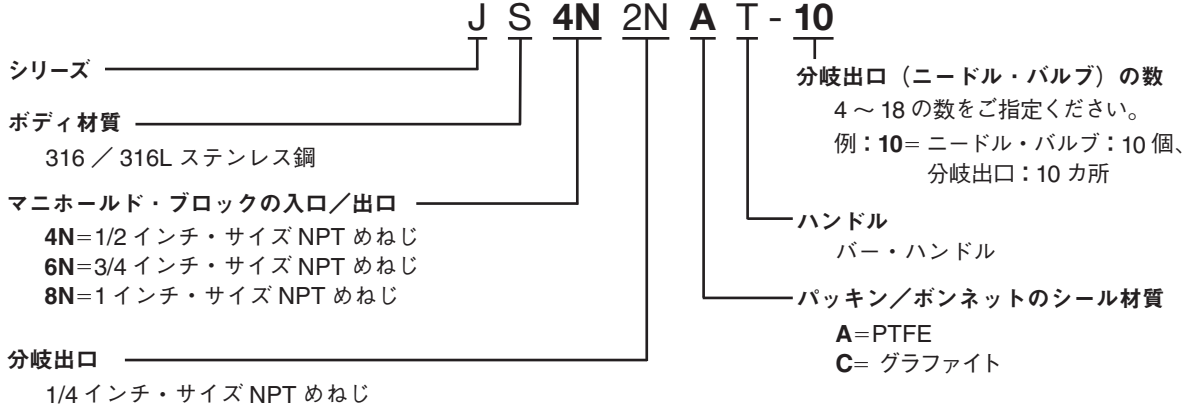 J S 4N 2N A T - 10
シリーズ
ボディ材質
316 ／ 316L ステンレス鋼
マニホールド・ブロックの入口／出口
4N=1/2 インチ・サイズ NPT めねじ
6N=3/4 インチ・サイズ NPT めねじ
8N=1 インチ・サイズ NPT めねじ
分岐出口
1/4 インチ・サイズ NPT めねじ
分岐出口（ニードル・バルブ）の数
4 ～ 18 の数をご指定ください。
例：10= ニードル・バルブ：10 個、
分岐出口：10 カ所
ハンドル
バー・ハンドル
パッキン／ボンネットのシール材質
A=PTFE
C= グラファイト